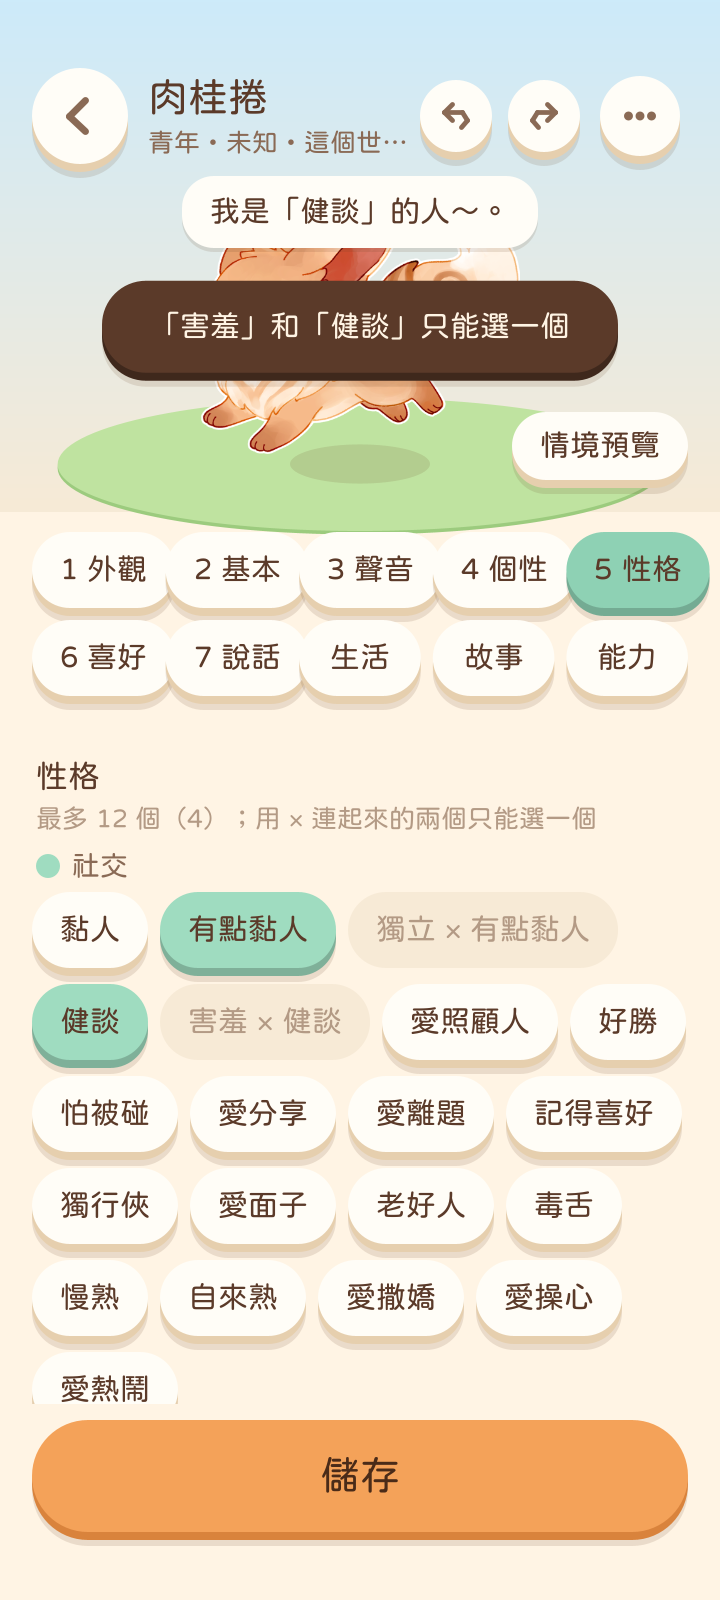 肉桂捲
青年・未知・這個世…
我是「健談」的人～。
「害羞」和「健談」只能選一個
情境預覽
1 外觀 2 基本 3 聲音 4 個性 5 性格
6 喜好 7 說話 生活 故事 能力
性格
最多 12 個（4）；用 × 連起來的兩個只能選一個
社交
黏人 有點黏人 獨立 × 有點黏人
健談 害羞 × 健談 愛照顧人 好勝
怕被碰 愛分享 愛離題 記得喜好
獨行俠 愛面子 老好人 毒舌
慢熟 自來熟 愛撒嬌 愛操心
愛熱鬧
儲存